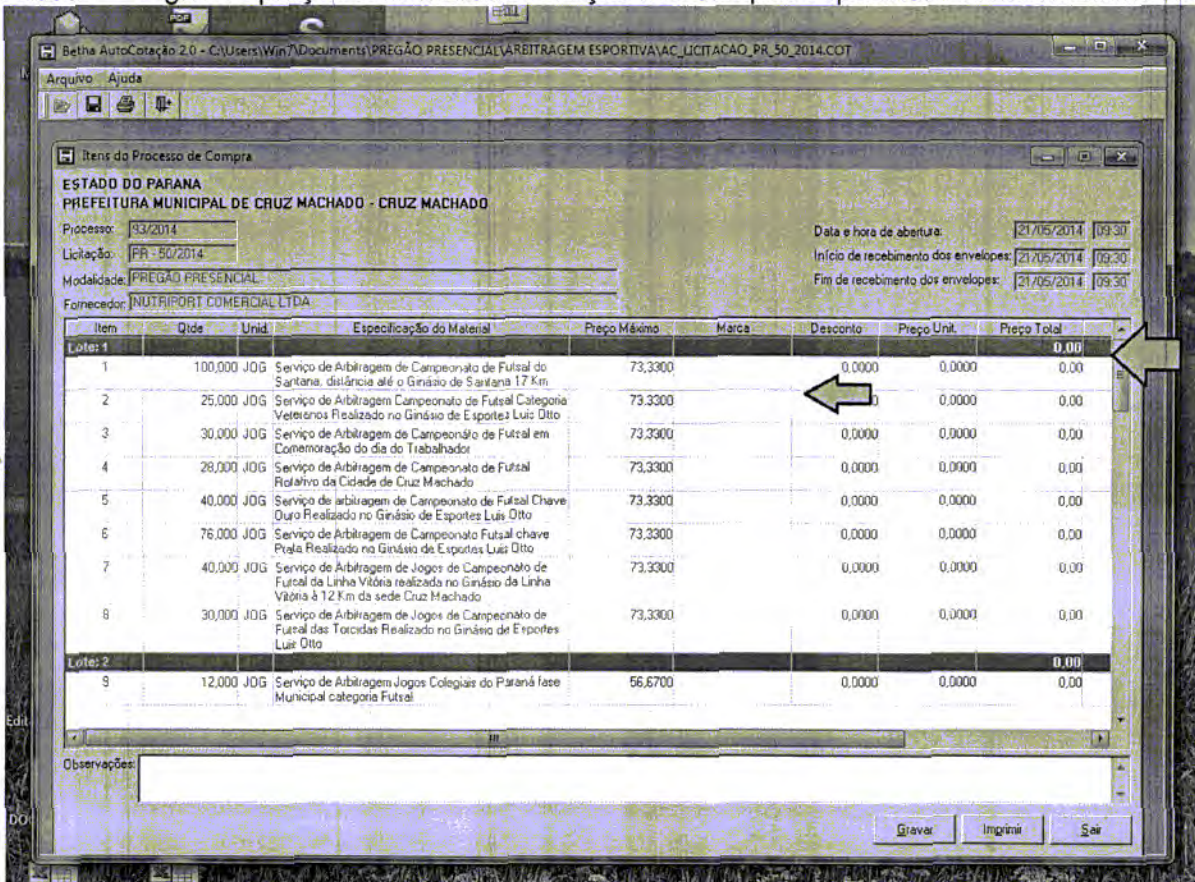 Betha AutoCotação 2.0 - C:\Users\Win7\Documents\PREGÃO PRESENCIAL\ARBITRAGEM ESPORTIVA\AC_LICITACAO_PR_50_2014.COT
Arquivo Ajuda
Itens do Processo de Compra
ESTADO DO PARANA
PREFEITURA MUNICIPAL DE CRUZ MACHADO - CRUZ MACHADO
Processo: 93/2014
Data e hora de abertura: 21/05/2014 09:30
Licitação: PR - 50/2014
Início de recebimento dos envelopes: 21/05/2014 09:30
Modalidade: PREGÃO PRESENCIAL
Fim de recebimento dos envelopes: 21/05/2014 09:30
Fornecedor: NUTRIPORT COMERCIAL LTDA
Item Qtde Unid. Especificação do Material Preço Máximo Marca Desconto Preço Unit. Preço Total
Lote: 1 0,00
1 100,000 JOG Serviço de Arbitragem de Campeonato de Futsal do 73,3300 0,0000 0,0000 0,00
Santana, distância até o Ginásio de Santana 17 Km
2 25,000 JOG Serviço de Arbitragem Campeonato de Futsal Categoria 73,3300 0 0,0000 0,00
Veteranos Realizado no Ginásio de Esportes Luis Otto
3 30,000 JOG Serviço de Arbitragem de Campeonato de Futsal em 73,3300 0,0000 0,0000 0,00
Comemoração do dia do Trabalhador
4 28,000 JOG Serviço de Arbitragem de Campeonato de Futsal 73,3300 0,0000 0,0000 0,00
Rotativo da Cidade de Cruz Machado
5 40,000 JOG Serviço de arbitragem de Campeonato de Futsal Chave 73,3300 0,0000 0,0000 0,00
Ouro Realizado no Ginásio de Esportes Luis Otto
6 76,000 JOG Serviço de Arbitragem de Campeonato Futsal chave 73,3300 0,0000 0,0000 0,00
Prata Realizado no Ginásio de Esportes Luis Otto
7 40,000 JOG Serviço de Arbitragem de Jogos de Campeonato de 73,3300 0,0000 0,0000 0,00
Futsal da Linha Vitória realizada no Ginásio da Linha
Vitória à 12 Km da sede Cruz Machado
8 30,000 JOG Serviço de Arbitragem de Jogos de Campeonato de 73,3300 0,0000 0,0000 0,00
Futsal das Torcidas Realizado no Ginásio de Esportes
Luis Otto
Lote: 2 0,00
9 12,000 JOG Serviço de Arbitragem Jogos Colegiais do Paraná fase 56,6700 0,0000 0,0000 0,00
Municipal categoria Futsal
Observações:
Gravar Imprimir Sair